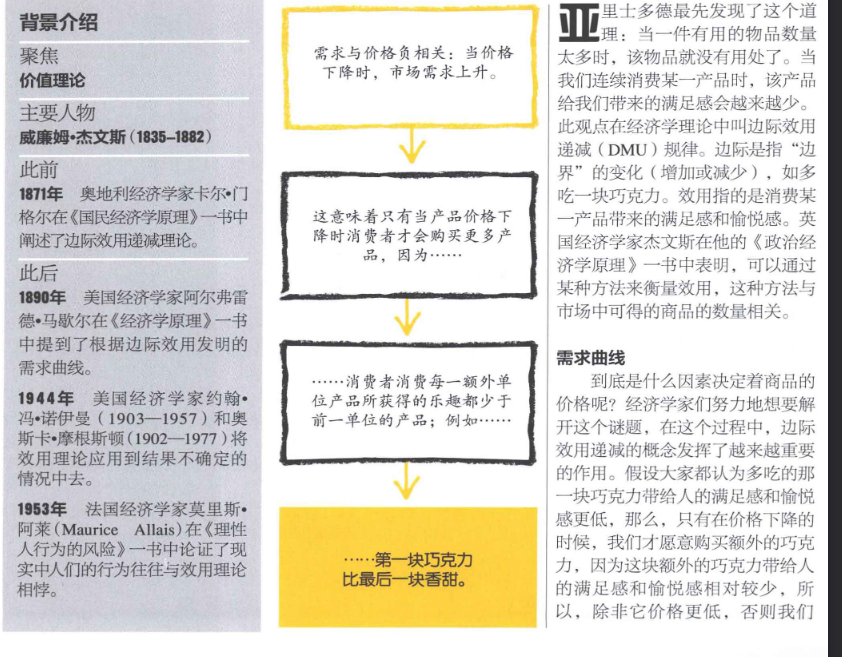 背景介绍
聚焦
价值理论
主要人物
威廉姆•杰文斯（1835–1882）
此前
1871年 奥地利经济学家卡尔•门
格尔在《国民经济学原理》一书中
阐述了边际效用递减理论。
此后
1890年 美国经济学家阿尔弗雷
德•马歇尔在《经济学原理》一书
中提到了根据边际效用发明的
需求曲线。
1944年 美国经济学家约翰•
冯•诺伊曼（1903—1957）和奥
斯卡•摩根斯顿（1902—1977）将
效用理论应用到结果不确定的
情况中去。
1953年 法国经济学家莫里斯•
阿莱（Maurice Allais）在《理性
人行为的风险》一书中论证了现
实中人们的行为往往与效用理论
相悖。
需求与价格负相关：当价格
下降时，市场需求上升。
这意味着只有当产品价格下
降时消费者才会购买更多产
品，因为……
……消费者消费每一额外单
位产品所获得的乐趣都少于
前一单位的产品；例如……
……第一块巧克力
比最后一块香甜。
亚里士多德最先发现了这个道
理：当一件有用的物品数量
太多时，该物品就没有用处了。当
我们连续消费某一产品时，该产品
给我们带来的满足感会越来越少。
此观点在经济学理论中叫边际效用
递减（DMU）规律。边际是指“边
界”的变化（增加或减少），如多
吃一块巧克力。效用指的是消费某
一产品带来的满足感和愉悦感。英
国经济学家杰文斯在他的《政治经
济学原理》一书中表明，可以通过
某种方法来衡量效用，这种方法与
市场中可得的商品的数量相关。
需求曲线
到底是什么因素决定着商品的
价格呢？经济学家们努力地想要解
开这个谜题，在这个过程中，边际
效用递减的概念发挥了越来越重要
的作用。假设大家都认为多吃的那
一块巧克力带给人的满足感和愉悦
感更低，那么，只有在价格下降的
时候，我们才愿意购买额外的巧克
力，因为这块额外的巧克力带给人
的满足感和愉悦感相对较少，所
以，除非它价格更低，否则我们